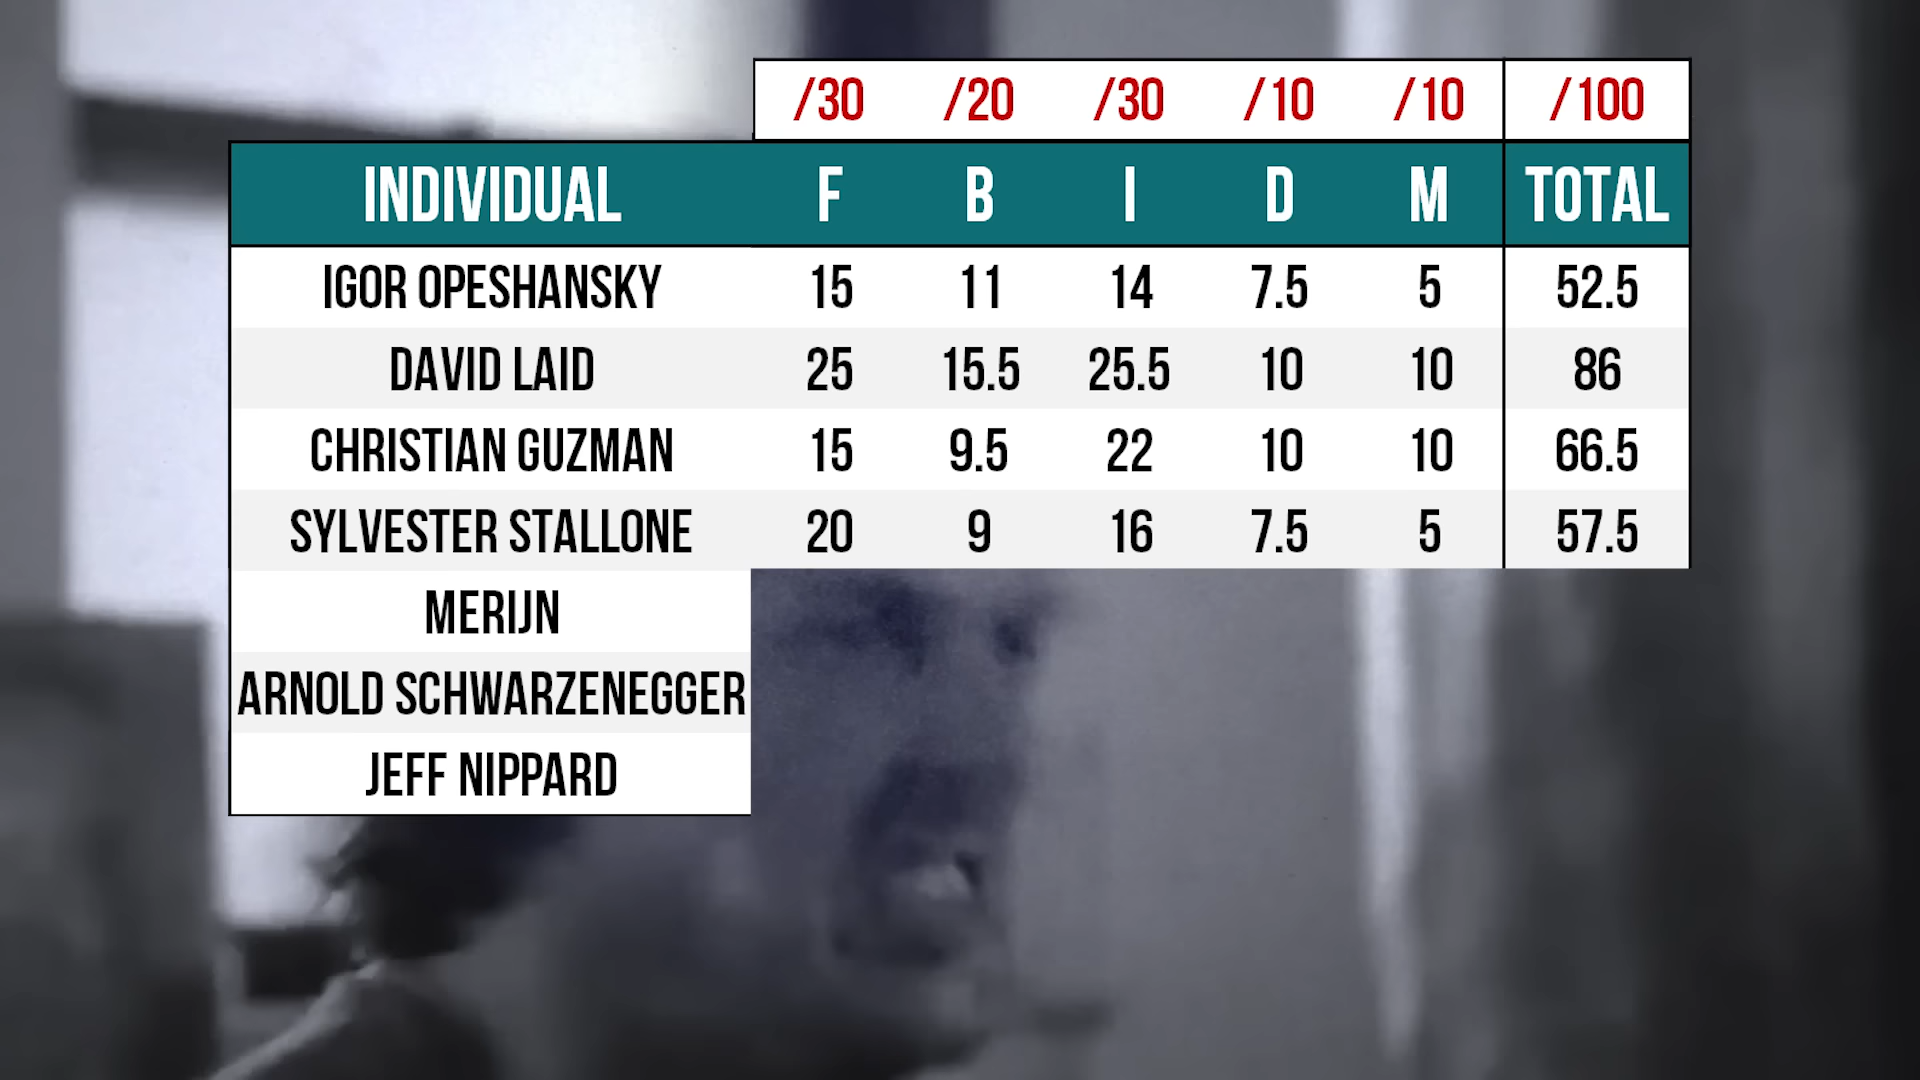 /30 /20 /30 /10 /10 /100
INDIVIDUAL F B I D M TOTAL
IGOR OPESHANSKY 15 11 14 7.5 5 52.5
DAVID LAID 25 15.5 25.5 10 10 86
CHRISTIAN GUZMAN 15 9.5 22 10 10 66.5
SYLVESTER STALLONE 20 9 16 7.5 5 57.5
MERIJN
ARNOLD SCHWARZENEGGER
JEFF NIPPARD